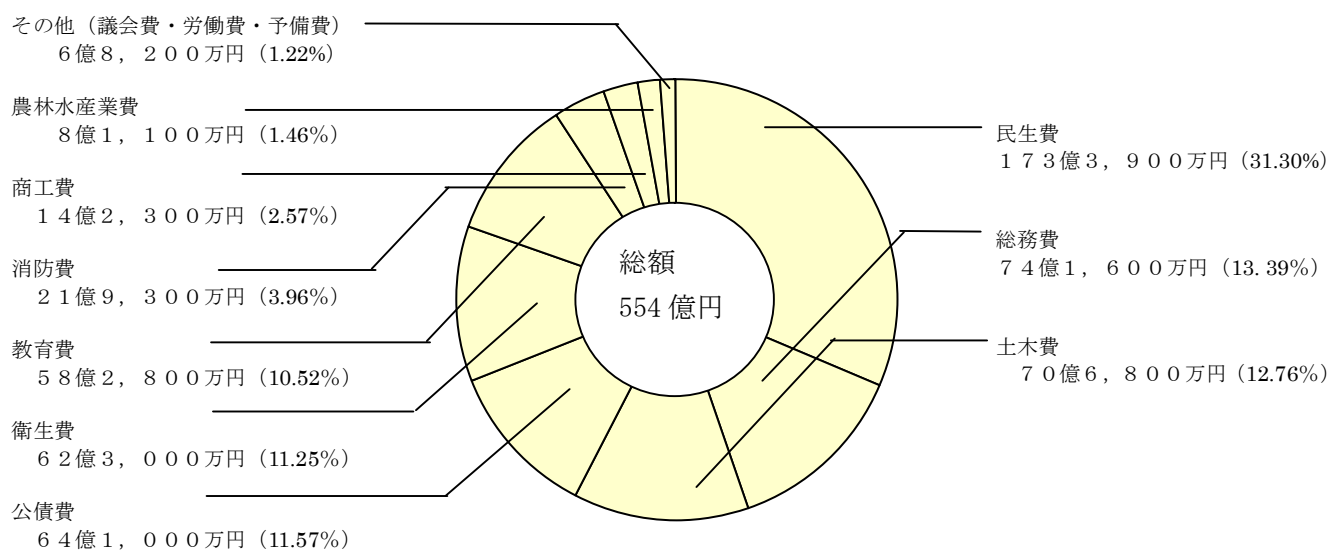 その他（議会費・労働費・予備費）
６億８，２００万円（1.22%）
農林水産業費
８億１，１００万円（1.46%）
商工費
１４億２，３００万円（2.57%）
消防費
２１億９，３００万円（3.96%）
教育費
５８億２，８００万円（10.52%）
衛生費
６２億３，０００万円（11.25%）
公債費
６４億１，０００万円（11.57%）
総額
554 億円
民生費
１７３億３，９００万円（31.30%）
総務費
７４億１，６００万円（13.39%）
土木費
７０億６，８００万円（12.76%）